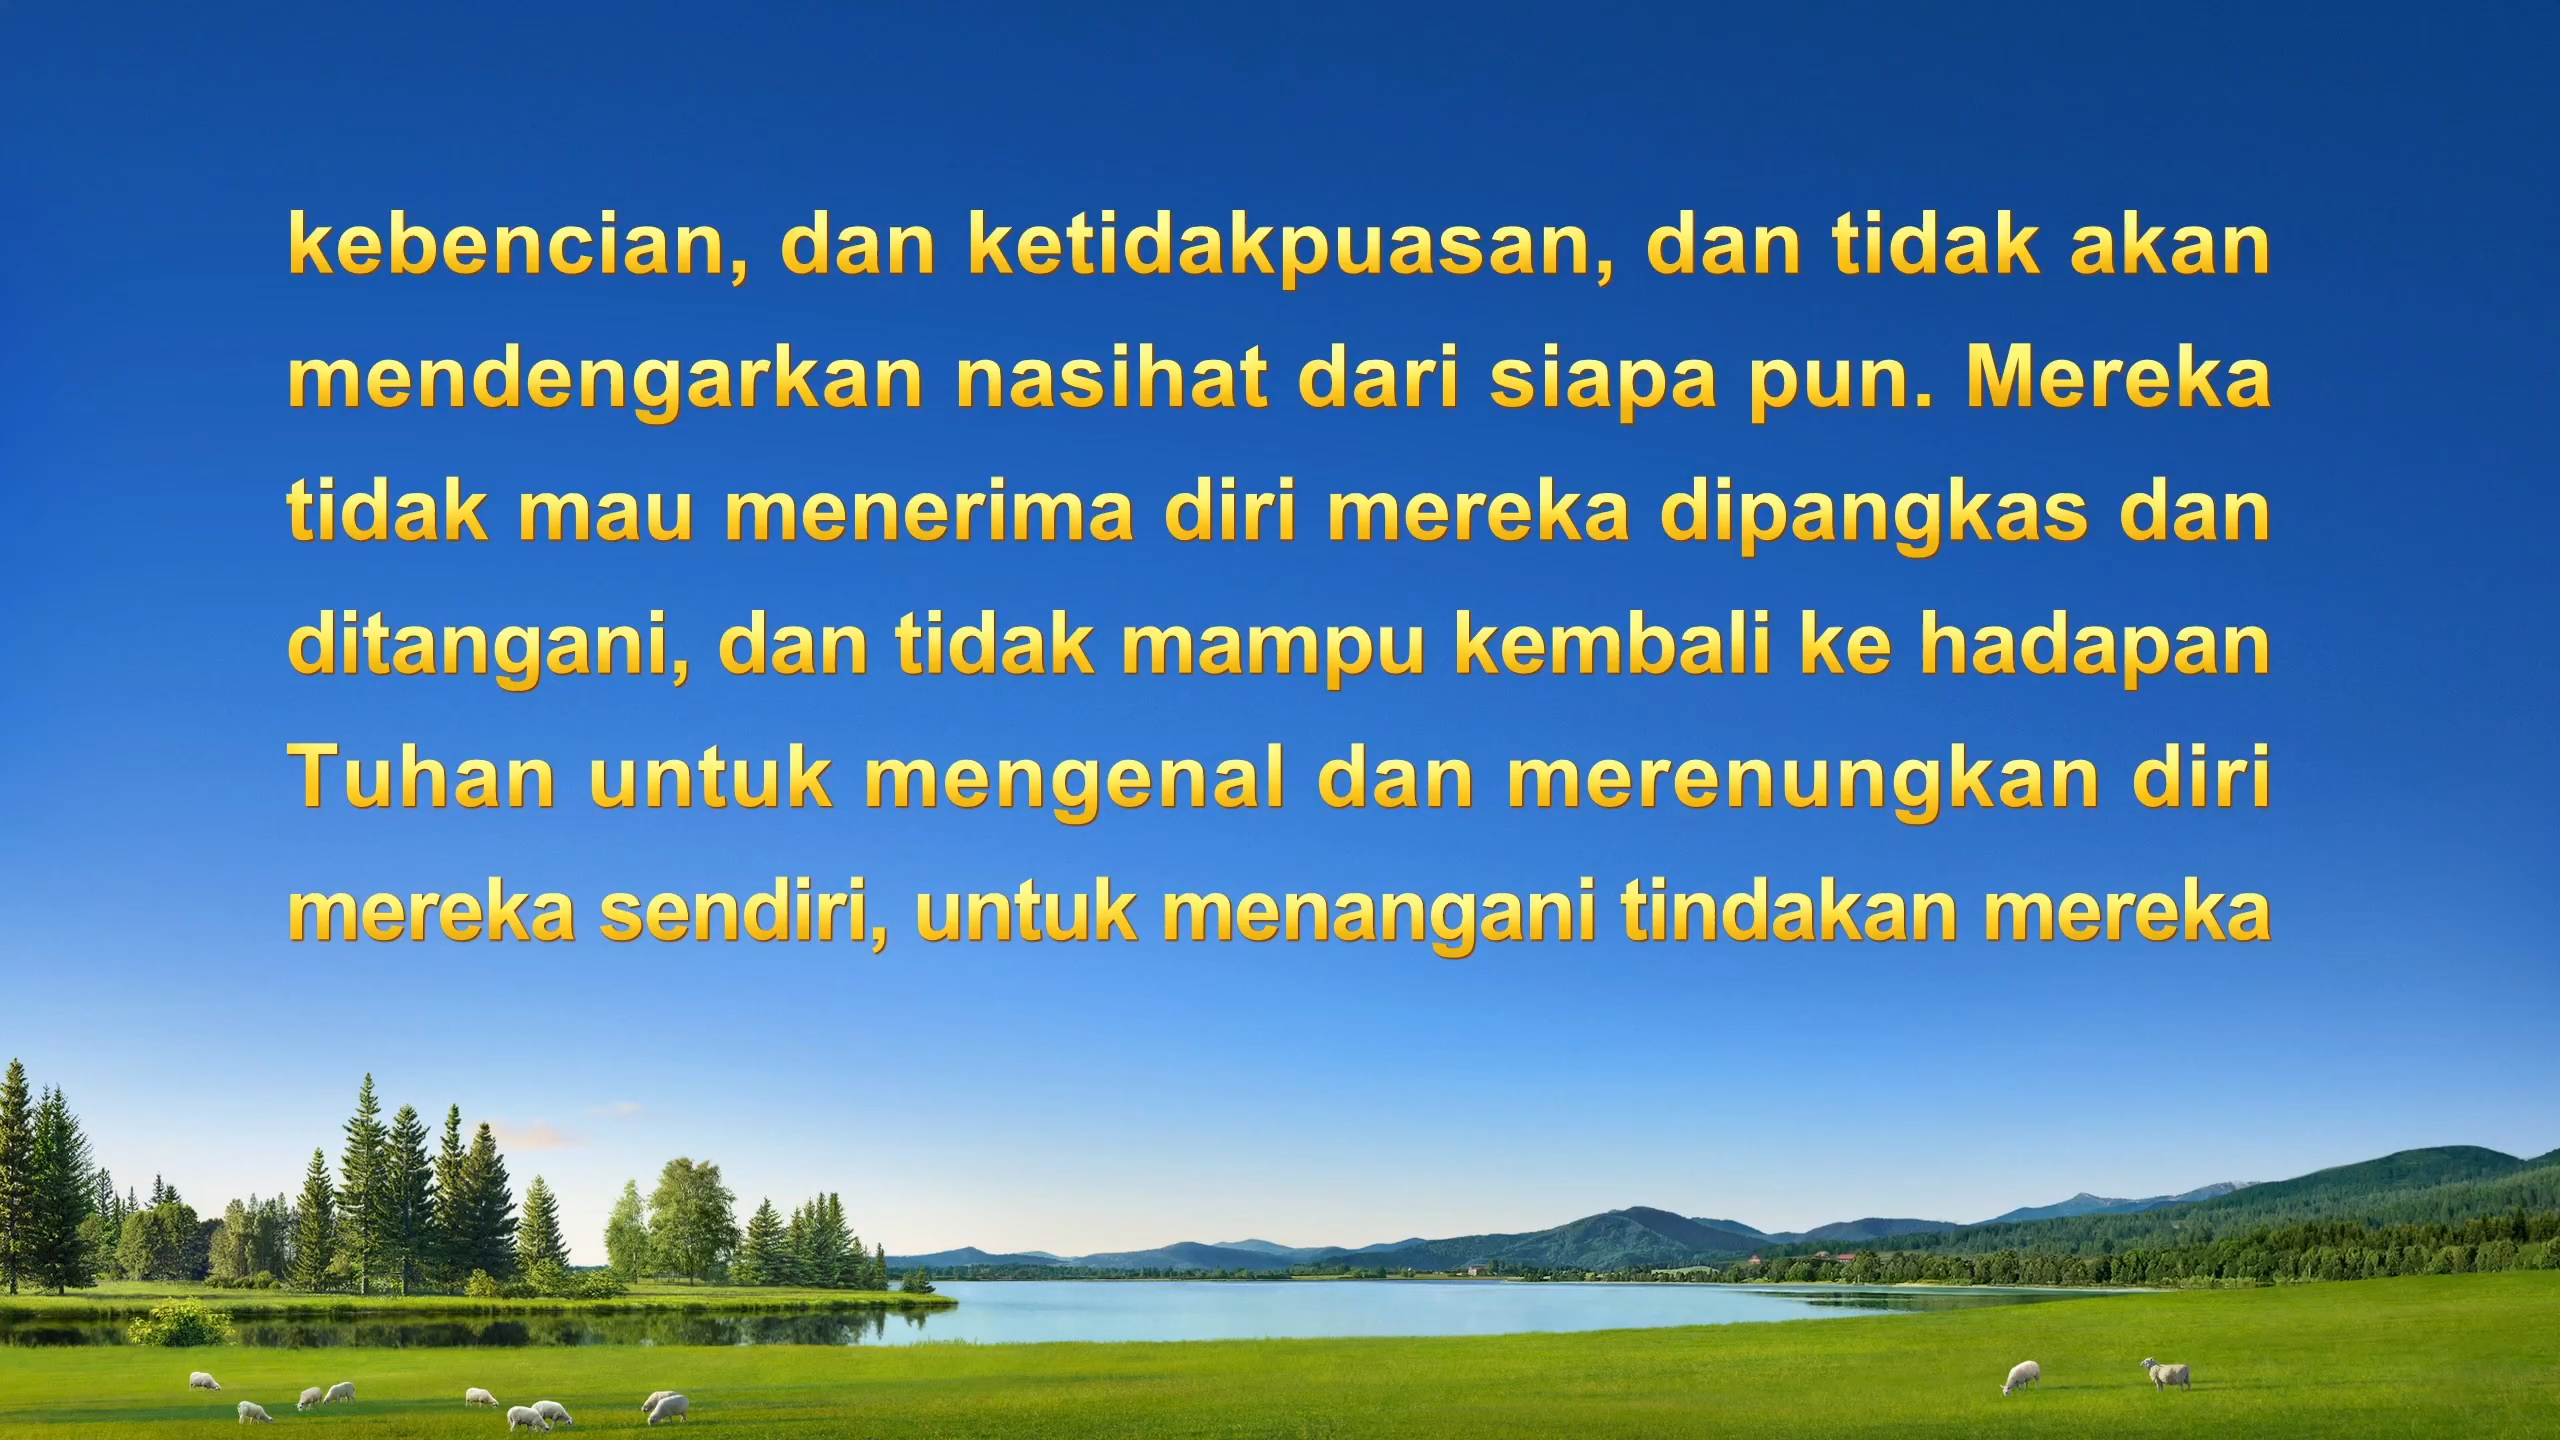 kebencian, dan ketidakpuasan, dan tidak akan
mendengarkan nasihat dari siapa pun. Mereka
tidak mau menerima diri mereka dipangkas dan
ditangani, dan tidak mampu kembali ke hadapan
Tuhan untuk mengenal dan merenungkan diri
mereka sendiri, untuk menangani tindakan mereka